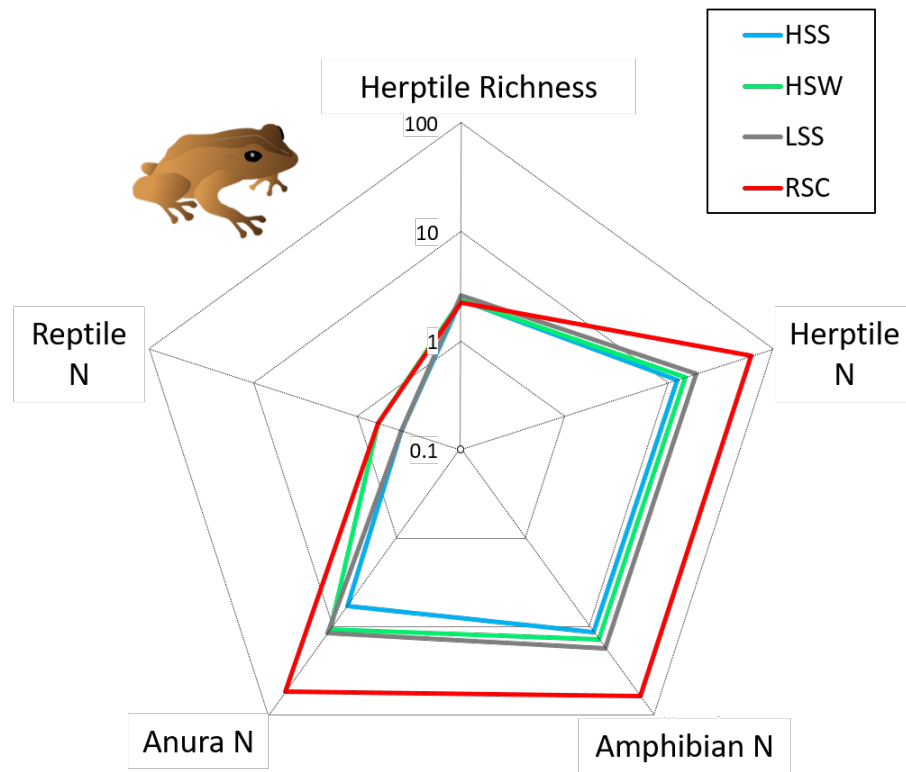 HSS
HSW
LSS
RSC
Herptile Richness
100
10
1
0.1
Reptile
N
Herptile
N
Anura N
Amphibian N